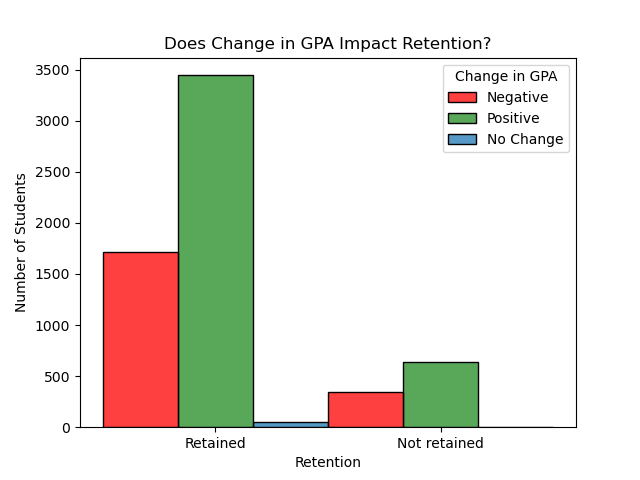 Does Change in GPA Impact Retention?
Number of Students
3500
3000
2500
2000
1500
1000
500
0
Change in GPA
Negative
Positive
No Change
Retained
Not retained
Retention